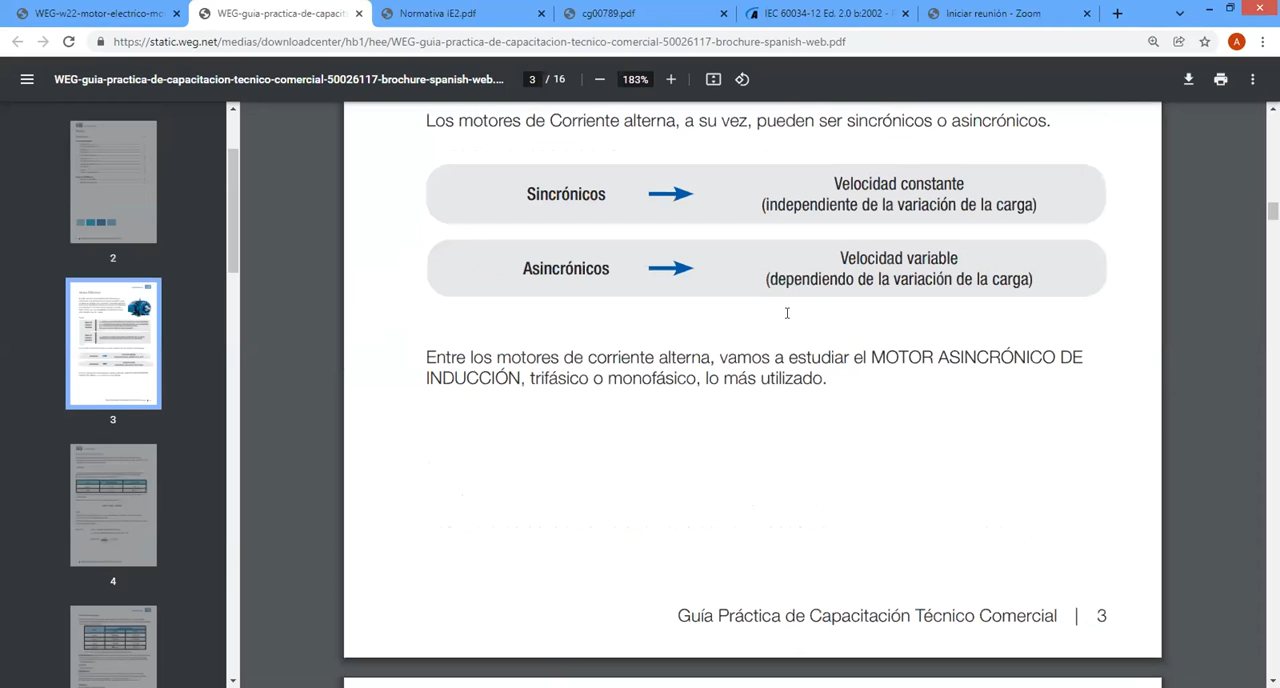 WEG-w22-motor-electrico-mo
WEG-guia-practica-de-capacit
Normativa IE2.pdf
cg00789.pdf
IEC 60034-12 Ed. 2.0 b:2002 -
Iniciar reunión - Zoom
https://static.weg.net/medias/downloadcenter/hb1/hee/WEG-guia-practica-de-capacitacion-tecnico-comercial-50026117-brochure-spanish-web.pdf
A
WEG-guia-practica-de-capacitacion-tecnico-comercial-50026117-brochure-spanish-web....
3 / 16
183%
2
3
4
Los motores de Corriente alterna, a su vez, pueden ser sincrónicos o asincrónicos.
Sincrónicos
Velocidad constante
(independiente de la variación de la carga)
Asincrónicos
Velocidad variable
(dependiendo de la variación de la carga)
Entre los motores de corriente alterna, vamos a estudiar el MOTOR ASINCRÓNICO DE
INDUCCIÓN, trifásico o monofásico, lo más utilizado.
Guía Práctica de Capacitación Técnico Comercial | 3